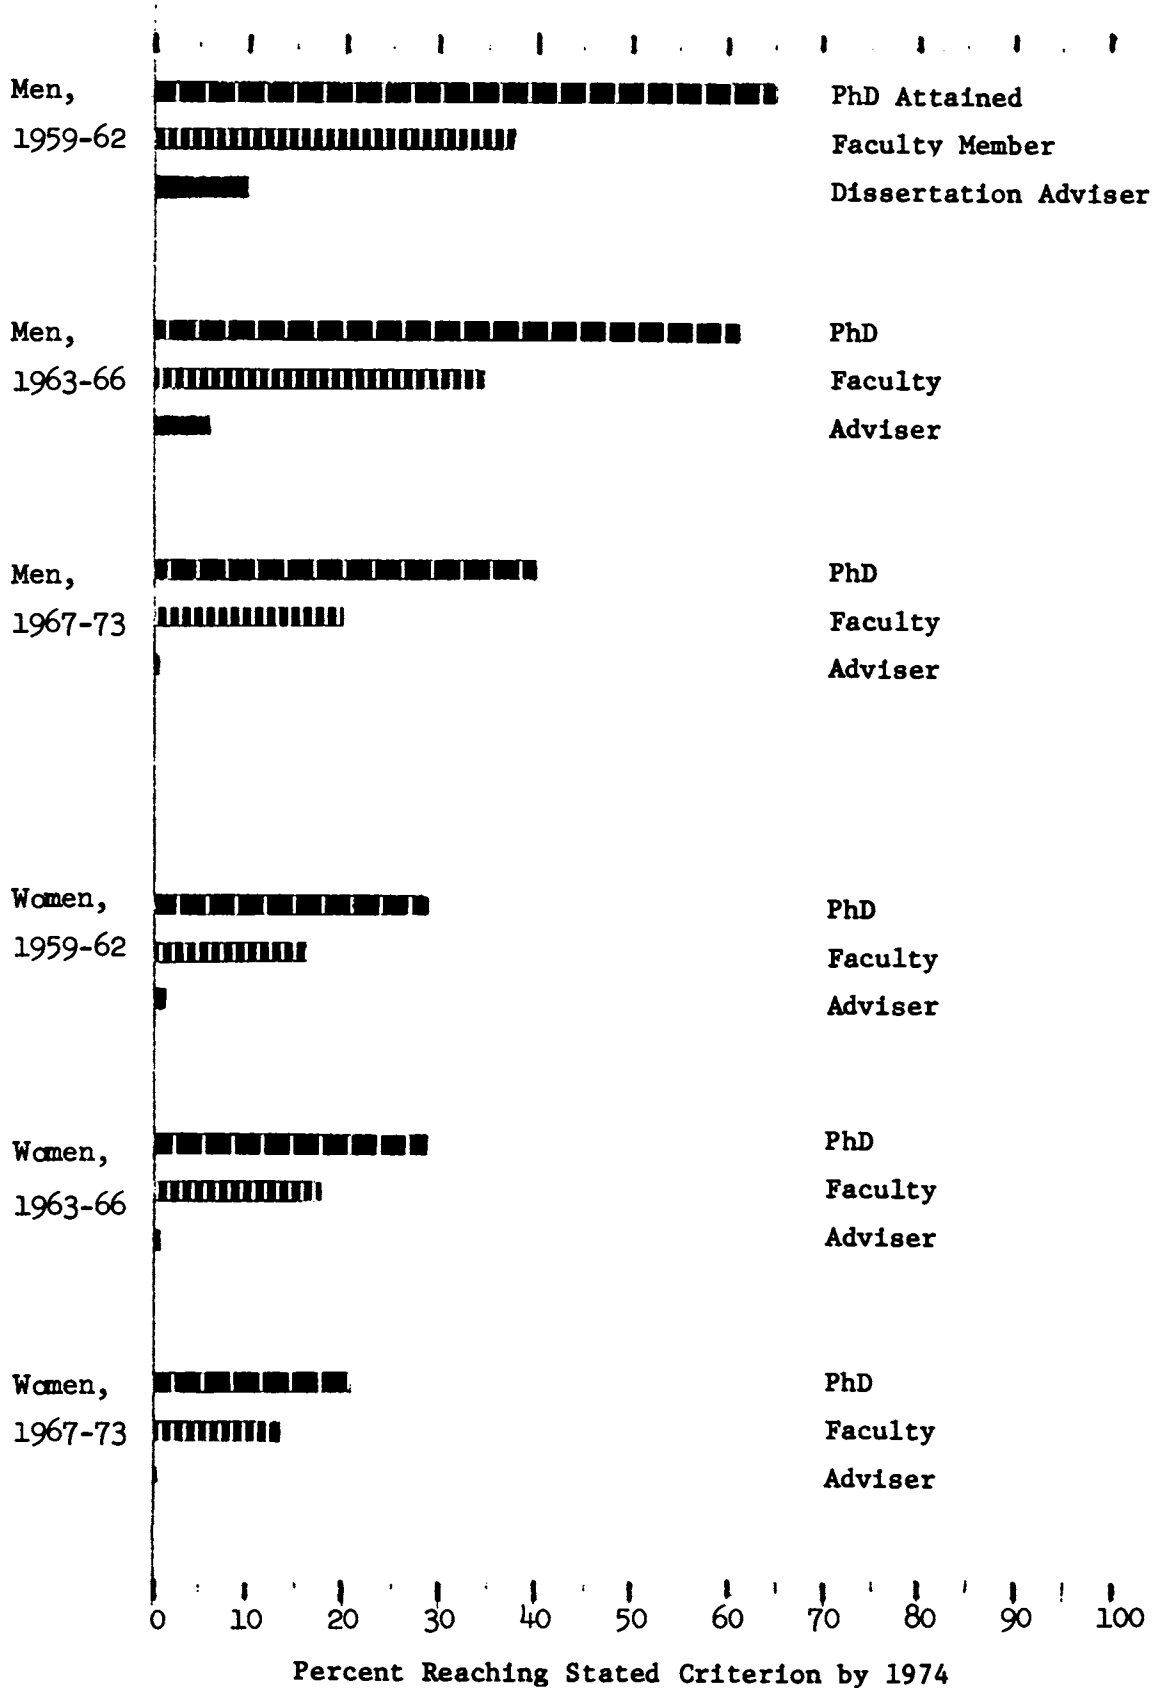 Men,
PhD Attained
1959-62
Faculty Member
Dissertation Adviser
Men,
PhD
1963-66
Faculty
Adviser
Men,
PhD
1967-73
Faculty
Adviser
Women,
PhD
1959-62
Faculty
Adviser
Women,
PhD
1963-66
Faculty
Adviser
Women,
PhD
1967-73
Faculty
Adviser
0 10 20 30 40 50 60 70 80 90 100
Percent Reaching Stated Criterion by 1974